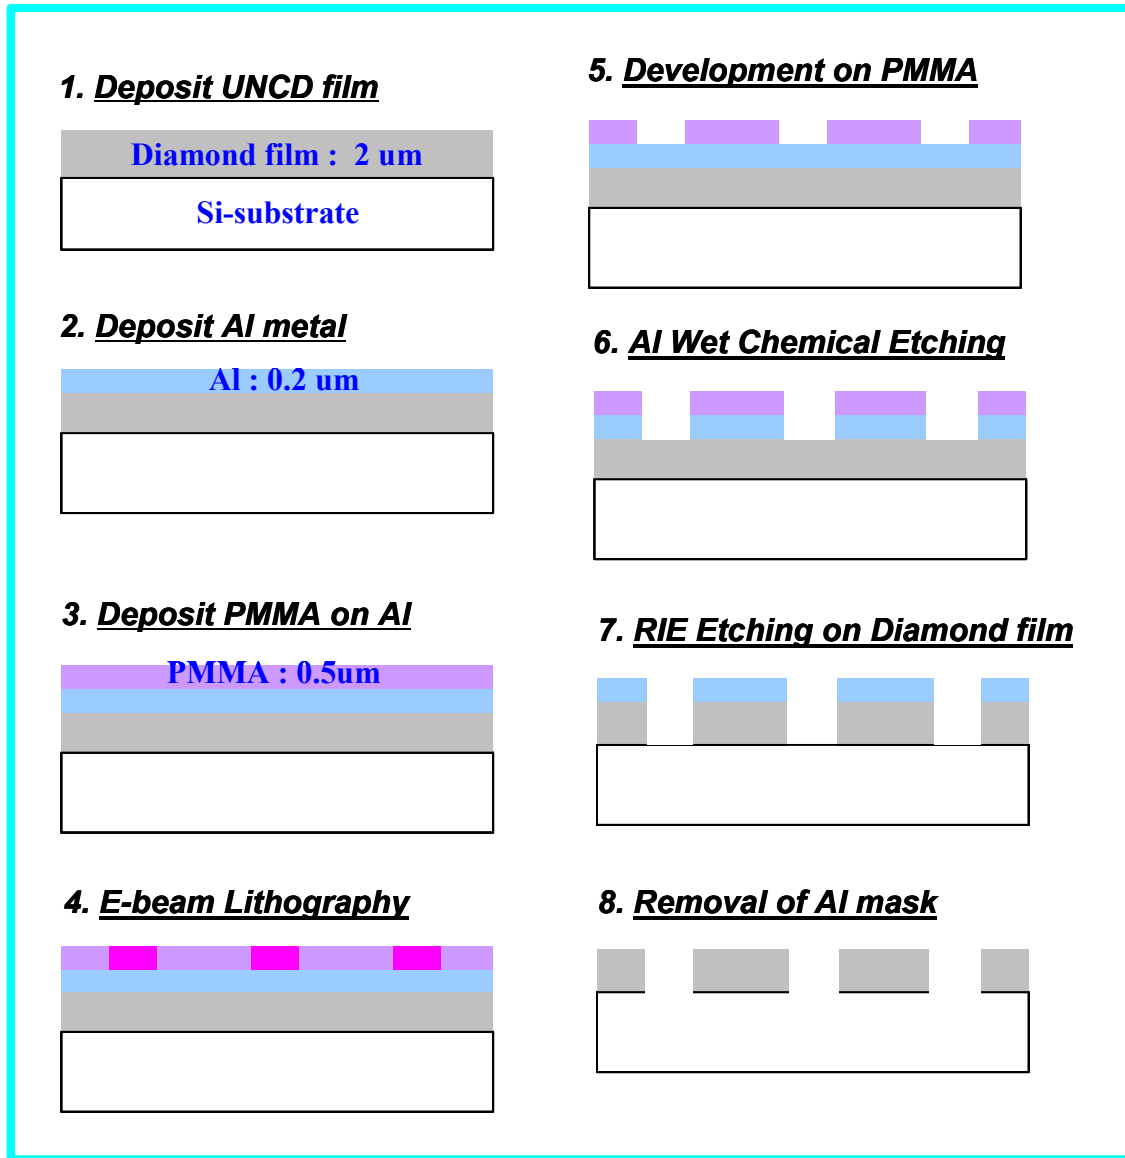 1. Deposit UNCD film
Diamond film :  2 um
Si-substrate
2. Deposit Al metal
Al : 0.2 um
3. Deposit PMMA on Al
PMMA : 0.5um
4. E-beam Lithography
5. Development on PMMA
6. Al Wet Chemical Etching
7. RIE Etching on Diamond film
8. Removal of Al mask